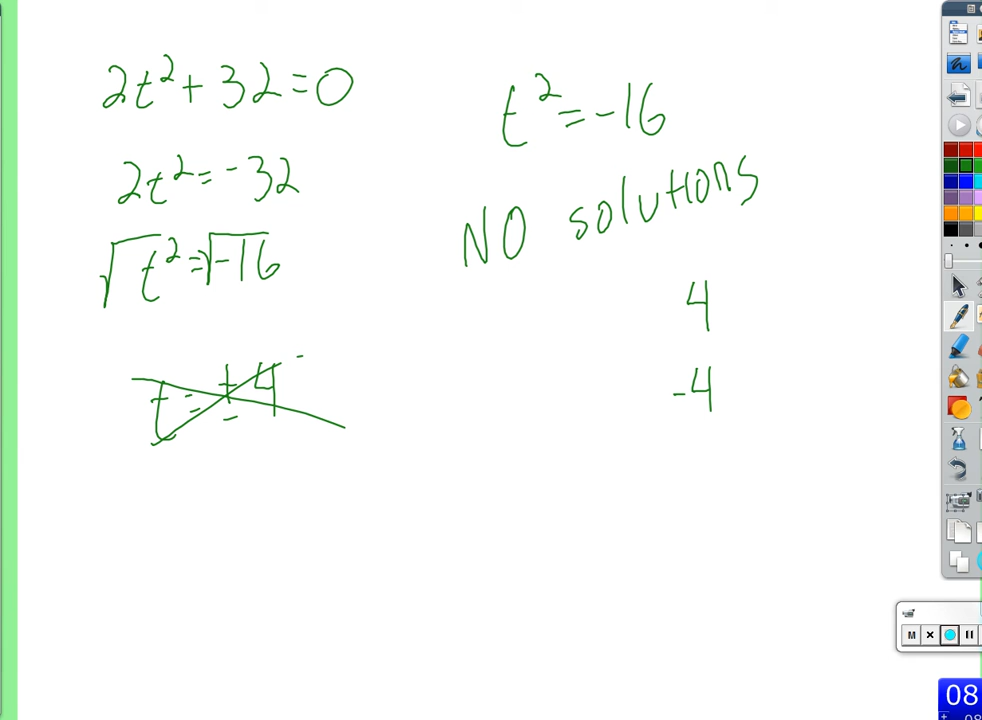 2t²+32=0
2t²=-32
√t²=√-16
t=±4
t²=-16
NO solutions
4
-4
M
08